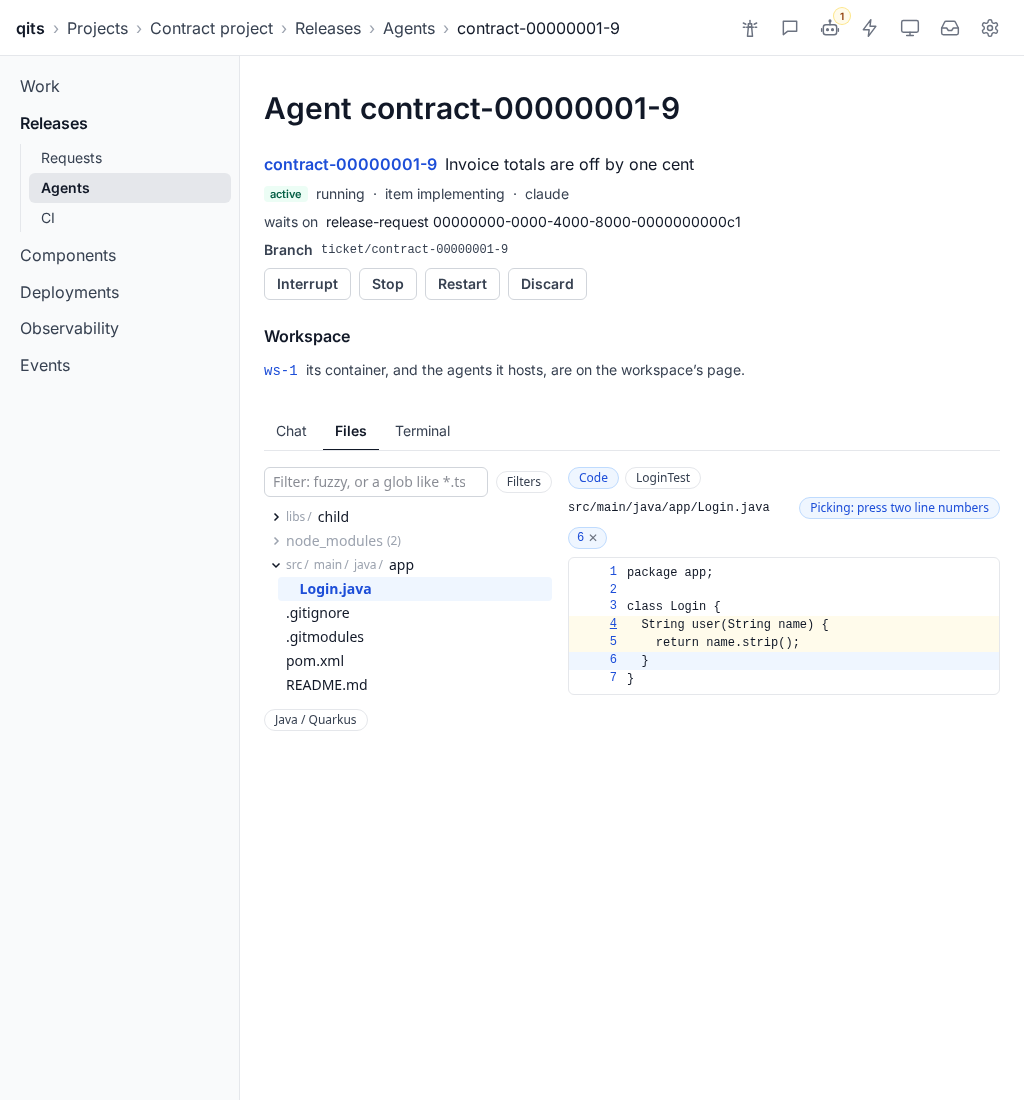 qits › Projects › Contract project › Releases › Agents › contract-00000001-9
1
Work
Releases
Requests
Agents
CI
Components
Deployments
Observability
Events
Agent contract-00000001-9
contract-00000001-9 Invoice totals are off by one cent
active running · item implementing · claude
waits on release-request 00000000-0000-4000-8000-0000000000c1
Branch ticket/contract-00000001-9
Interrupt Stop Restart Discard
Workspace
ws-1 its container, and the agents it hosts, are on the workspace’s page.
Chat Files Terminal
Filter: fuzzy, or a glob like *.ts Filters
libs/ child
node_modules (2)
src/ main/ java/ app
Login.java
.gitignore
.gitmodules
pom.xml
README.md
Java / Quarkus
Code LoginTest
src/main/java/app/Login.java Picking: press two line numbers
6 ×
1 package app;
2
3 class Login {
4 String user(String name) {
5 return name.strip();
6 }
7 }